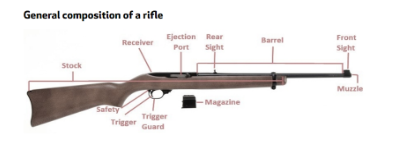 General composition of a rifle
Ejection
Port
Rear
Sight
Front
Sight
Receiver
Barrel
Stock
Muzzle
Magazine
Safety
Trigger
Trigger
Guard